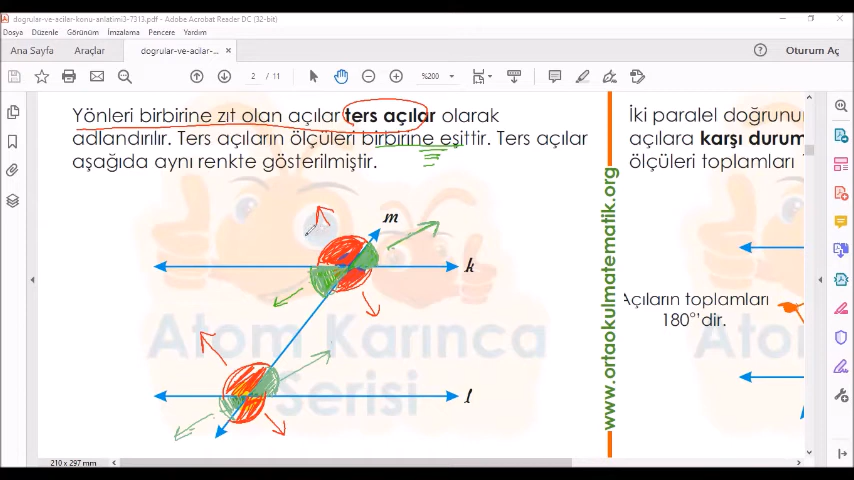 dogrular-ve-acilar-konu-anlatimi3-7313.pdf - Adobe Acrobat Reader DC (32-bit)
Dosya Düzenle Görünüm İmzalama Pencere Yardım
Ana Sayfa Araçlar dogrular-ve-acilar-... × Oturum Aç
2 / 11 %200
Yönleri birbirine zıt olan açılar ters açılar olarak
adlandırılır. Ters açıların ölçüleri birbirine eşittir. Ters açılar
aşağıda aynı renkte gösterilmiştir.
m
k
l
Atom Karınca
Serisi
www.ortaokulmatematik.org
İki paralel doğrunu
açılara karşı durum
ölçüleri toplamları
Açıların toplamları
180°'dir.
Atom
S
210 x 297 mm